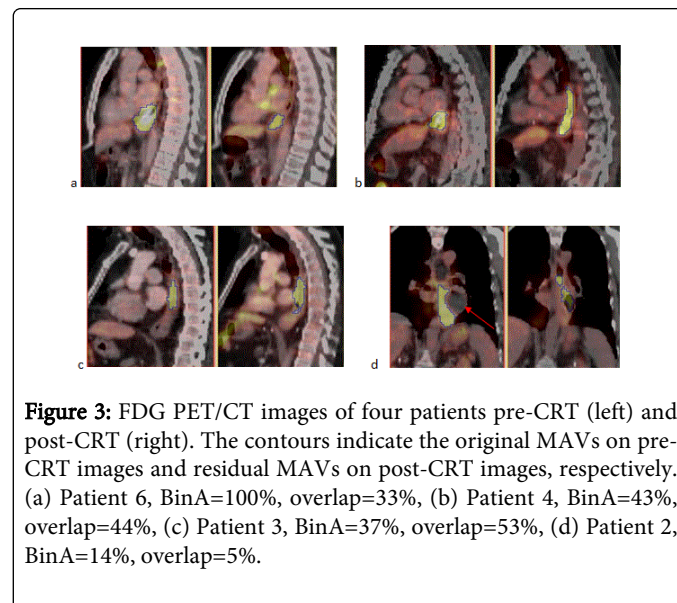 a
b
c
d
Figure 3: FDG PET/CT images of four patients pre-CRT (left) and
post-CRT (right). The contours indicate the original MAVs on pre-
CRT images and residual MAVs on post-CRT images, respectively.
(a) Patient 6, BinA=100%, overlap=33%, (b) Patient 4, BinA=43%,
overlap=44%, (c) Patient 3, BinA=37%, overlap=53%, (d) Patient 2,
BinA=14%, overlap=5%.